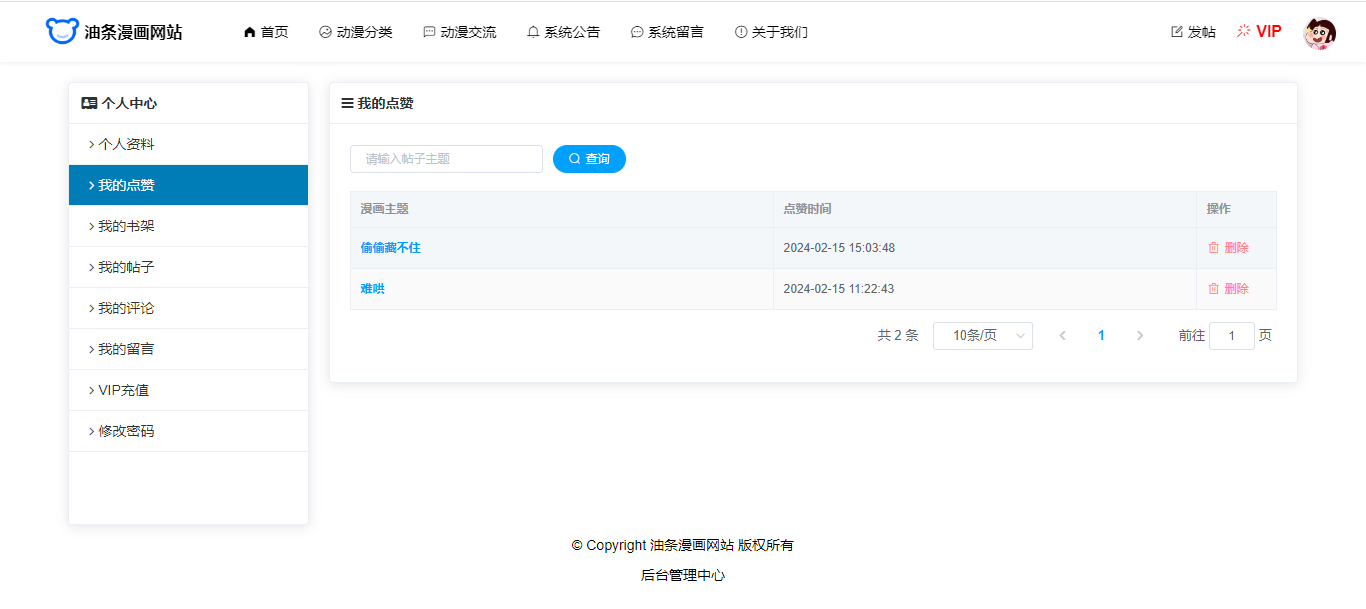 油条漫画网站 首页 动漫分类 动漫交流 系统公告 系统留言 关于我们 发帖 VIP
个人中心
个人资料
我的点赞
我的书架
我的帖子
我的评论
我的留言
VIP充值
修改密码
我的点赞
请输入帖子主题 查询
漫画主题 点赞时间 操作
偷偷藏不住 2024-02-15 15:03:48 删除
难哄 2024-02-15 11:22:43 删除
共 2 条 10条/页 1 前往 1 页
© Copyright 油条漫画网站 版权所有
后台管理中心